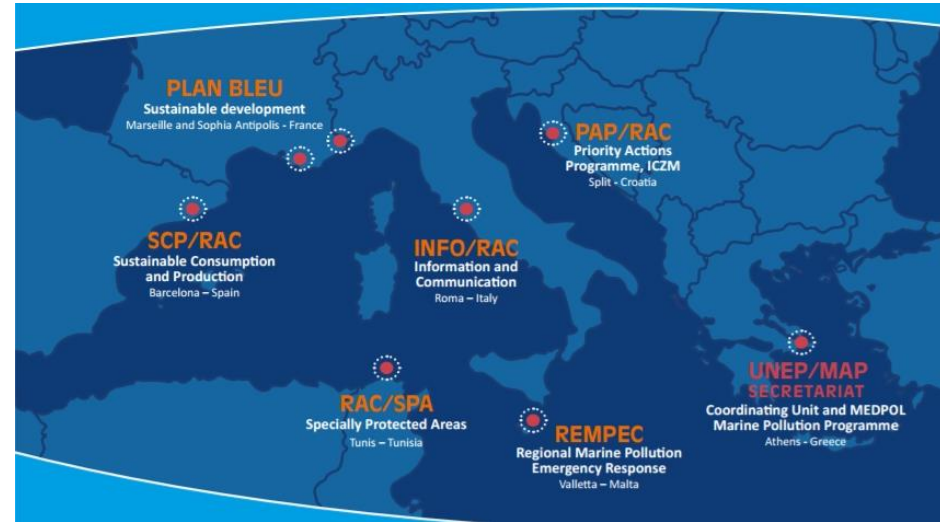 PLAN BLEU
Sustainable development
Marseille and Sophia Antipolis - France
PAP/RAC
Priority Actions
Programme, ICZM
Split - Croatia
SCP/RAC
Sustainable Consumption
and Production
Barcelona – Spain
INFO/RAC
Information and
Communication
Roma – Italy
RAC/SPA
Specially Protected Areas
Tunis – Tunisia
REMPEC
Regional Marine Pollution
Emergency Response
Valletta – Malta
UNEP/MAP
SECRETARIAT
Coordinating Unit and MEDPOL
Marine Pollution Programme
Athens - Greece